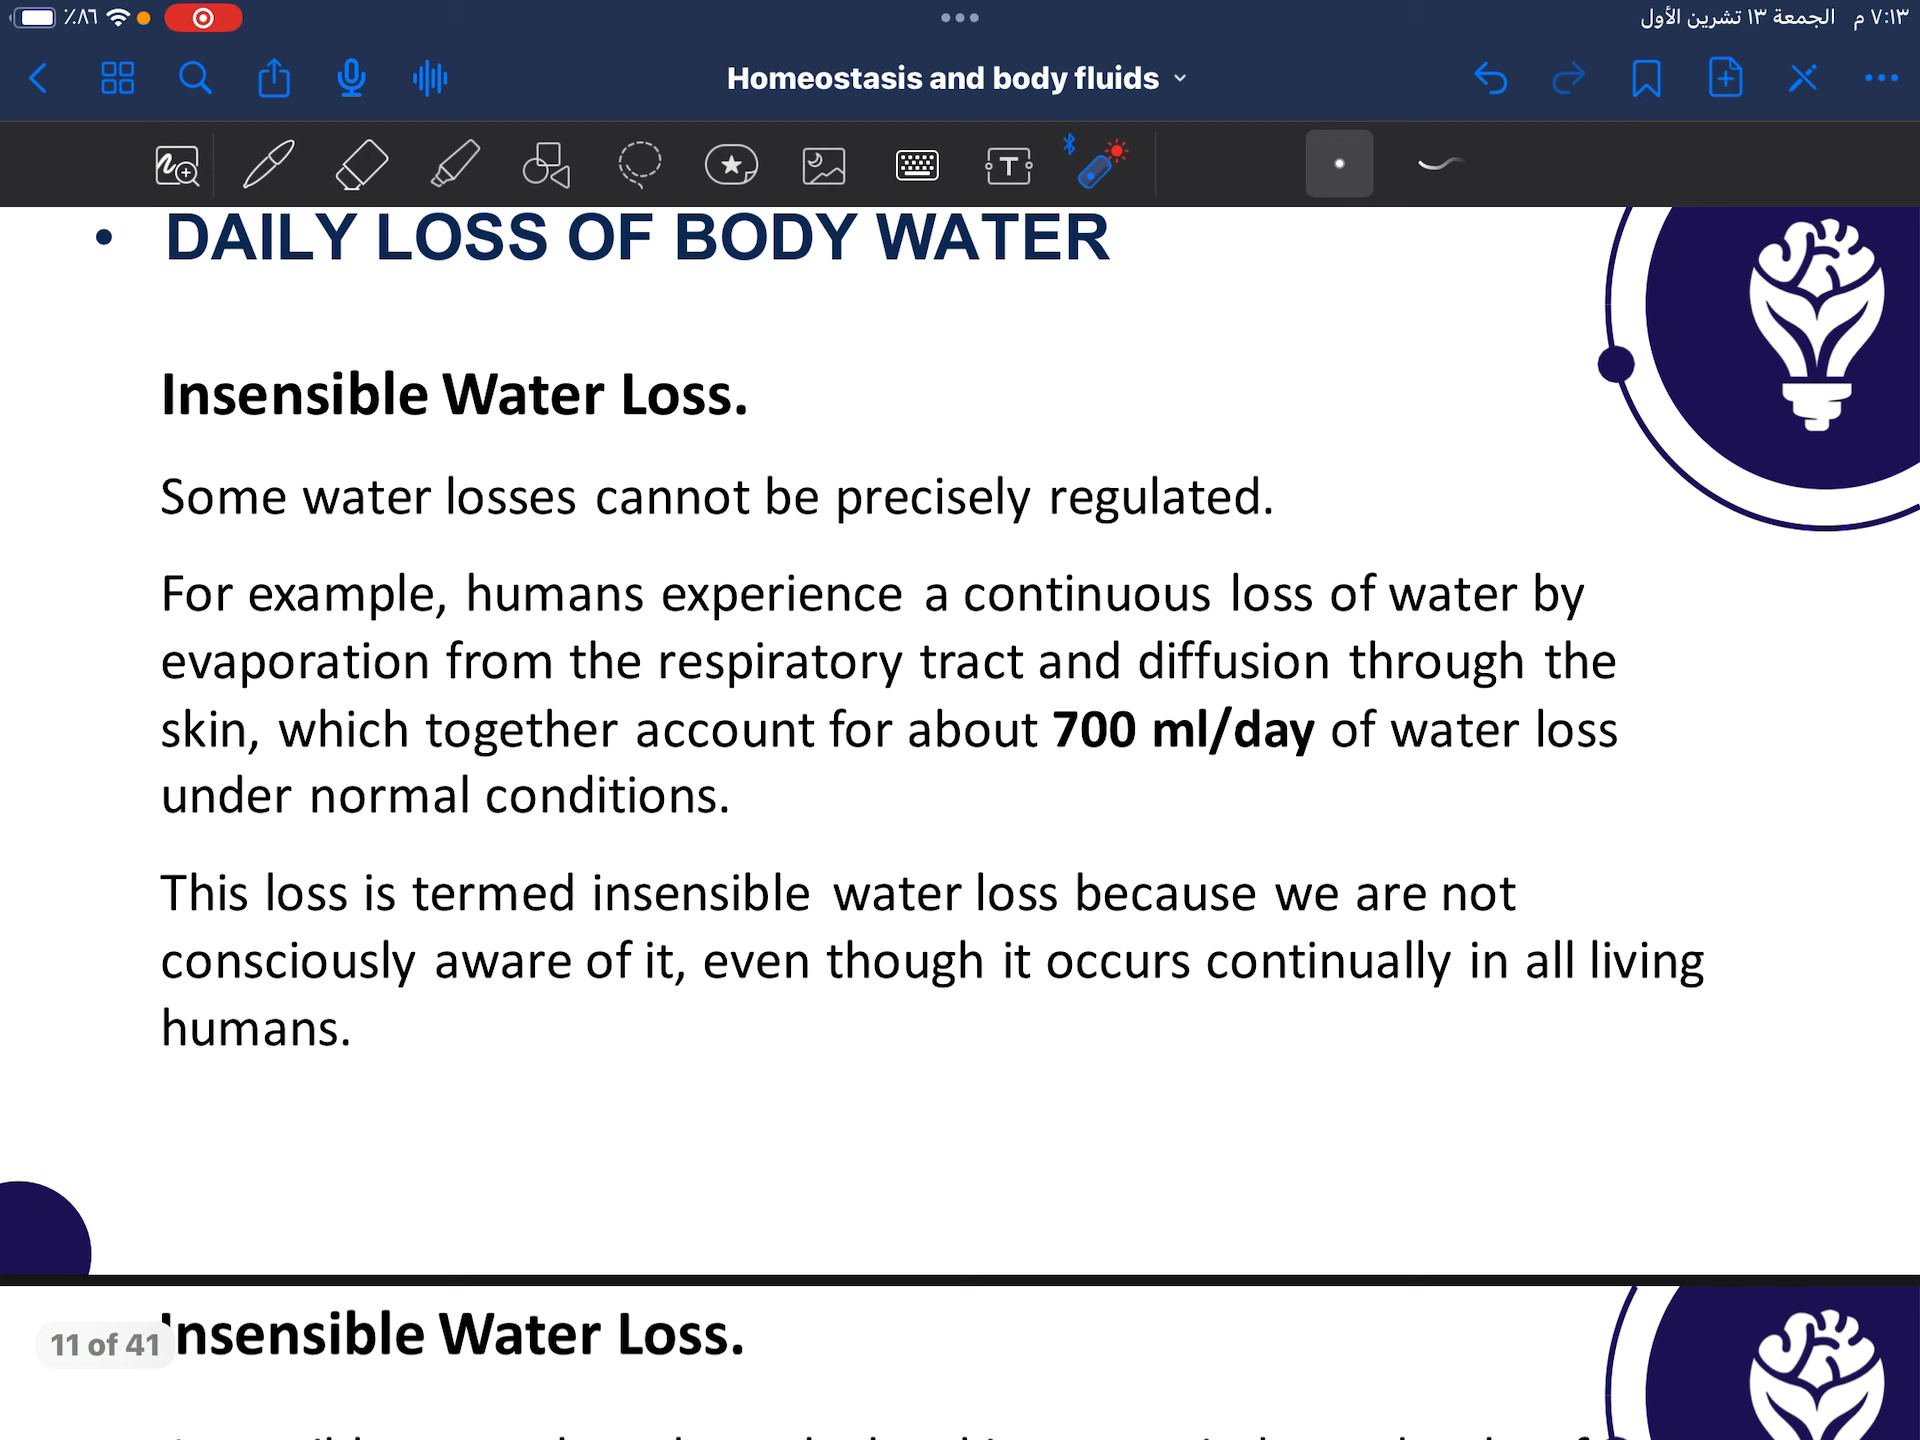 ٪٨٦
الجمعة ١٣ تشرين الأول ٧:١٣ م
Homeostasis and body fluids
T
• DAILY LOSS OF BODY WATER
Insensible Water Loss.
Some water losses cannot be precisely regulated.
For example, humans experience a continuous loss of water by
evaporation from the respiratory tract and diffusion through the
skin, which together account for about 700 ml/day of water loss
under normal conditions.
This loss is termed insensible water loss because we are not
consciously aware of it, even though it occurs continually in all living
humans.
Insensible Water Loss.
11 of 41